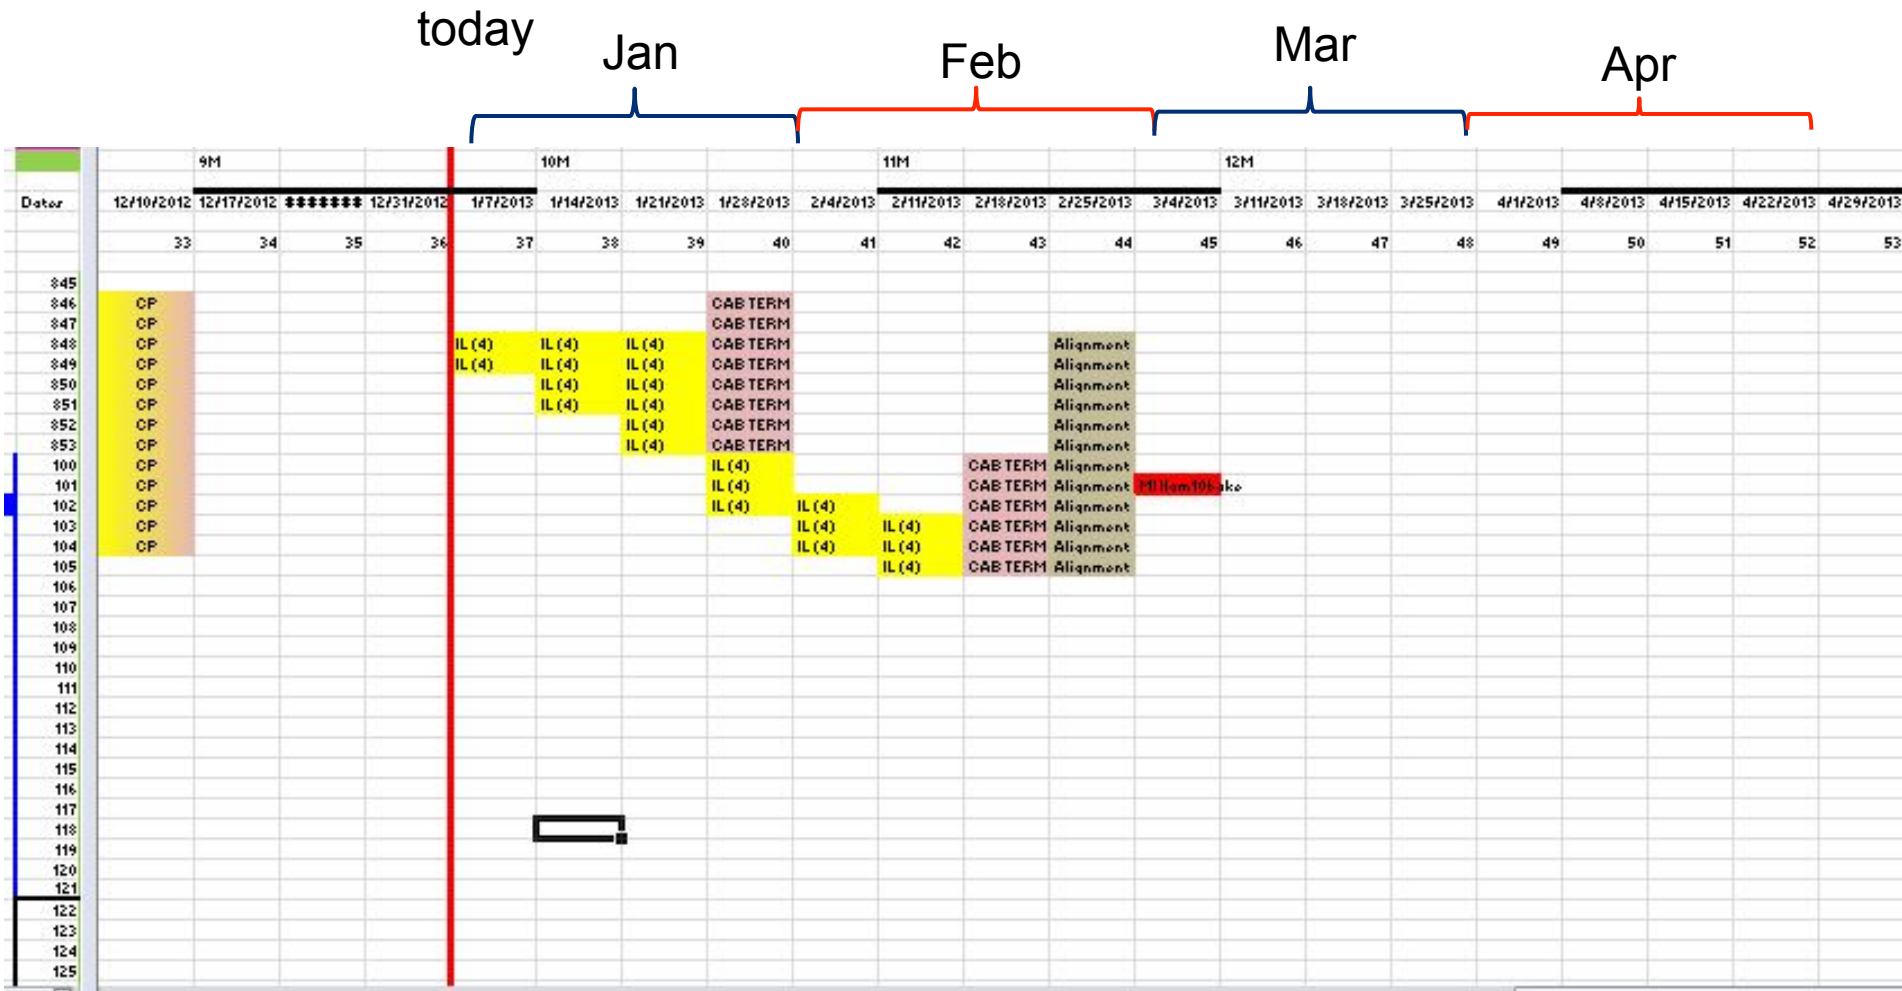 today
Jan
Feb
Mar
Apr
9M 10M 11M 12M
Dates 12/10/2012 12/17/2012 ####### 12/31/2012 1/7/2013 1/14/2013 1/21/2013 1/28/2013 2/4/2013 2/11/2013 2/18/2013 2/25/2013 3/4/2013 3/11/2013 3/18/2013 3/25/2013 4/1/2013 4/8/2013 4/15/2013 4/22/2013 4/29/2013
33 34 35 36 37 38 39 40 41 42 43 44 45 46 47 48 49 50 51 52 53
845
846 CP CAB TERM
847 CP CAB TERM
848 CP IL (4) IL (4) IL (4) CAB TERM Alignment
849 CP IL (4) IL (4) IL (4) CAB TERM Alignment
850 CP IL (4) IL (4) CAB TERM Alignment
851 CP IL (4) IL (4) CAB TERM Alignment
852 CP IL (4) CAB TERM Alignment
853 CP IL (4) CAB TERM Alignment
100 CP IL (4) CAB TERM Alignment
101 CP IL (4) CAB TERM Alignment
102 CP IL (4) IL (4) CAB TERM Alignment
103 CP IL (4) IL (4) CAB TERM Alignment
104 CP IL (4) IL (4) CAB TERM Alignment
105 IL (4) CAB TERM Alignment
106
107
108
109
110
111
112
113
114
115
116
117
118
119
120
121
122
123
124
125